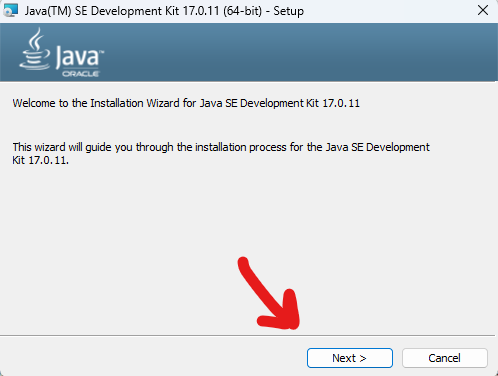 Java(TM) SE Development Kit 17.0.11 (64-bit) - Setup
Java™
ORACLE
Welcome to the Installation Wizard for Java SE Development Kit 17.0.11
This wizard will guide you through the installation process for the Java SE Development
Kit 17.0.11.
Next >
Cancel